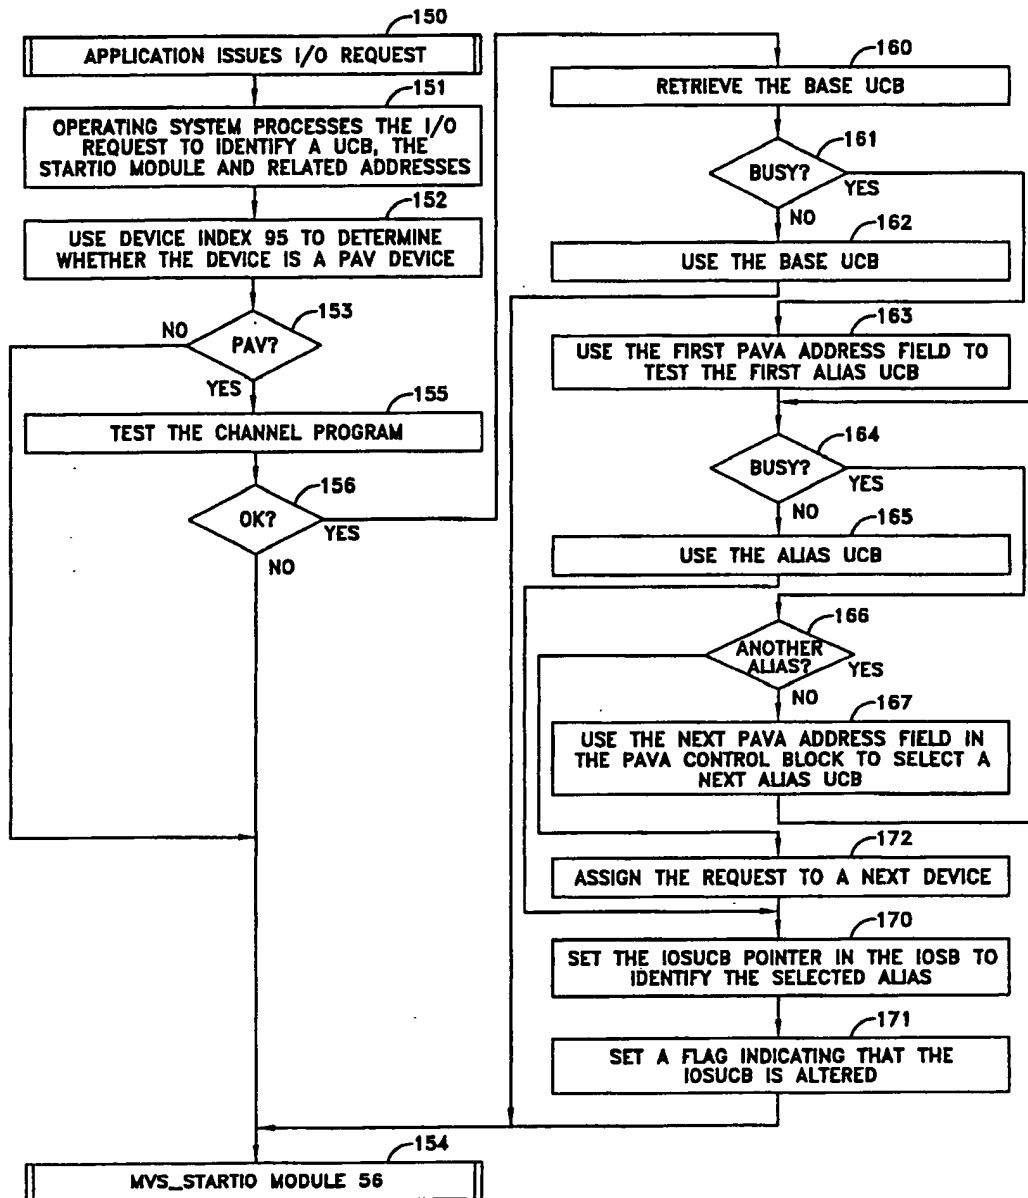 150
APPLICATION ISSUES I/O REQUEST
151
OPERATING SYSTEM PROCESSES THE I/O
REQUEST TO IDENTIFY A UCB, THE
STARTIO MODULE AND RELATED ADDRESSES
152
USE DEVICE INDEX 95 TO DETERMINE
WHETHER THE DEVICE IS A PAV DEVICE
153
NO
PAV?
YES
155
TEST THE CHANNEL PROGRAM
156
OK?
YES
NO
160
RETRIEVE THE BASE UCB
161
BUSY?
YES
NO
162
USE THE BASE UCB
163
USE THE FIRST PAVA ADDRESS FIELD TO
TEST THE FIRST ALIAS UCB
164
BUSY?
YES
NO
165
USE THE ALIAS UCB
166
ANOTHER
ALIAS?
YES
NO
167
USE THE NEXT PAVA ADDRESS FIELD IN
THE PAVA CONTROL BLOCK TO SELECT A
NEXT ALIAS UCB
172
ASSIGN THE REQUEST TO A NEXT DEVICE
170
SET THE IOSUCB POINTER IN THE IOSB TO
IDENTIFY THE SELECTED ALIAS
171
SET A FLAG INDICATING THAT THE
IOSUCB IS ALTERED
154
MVS_STARTIO MODULE 56